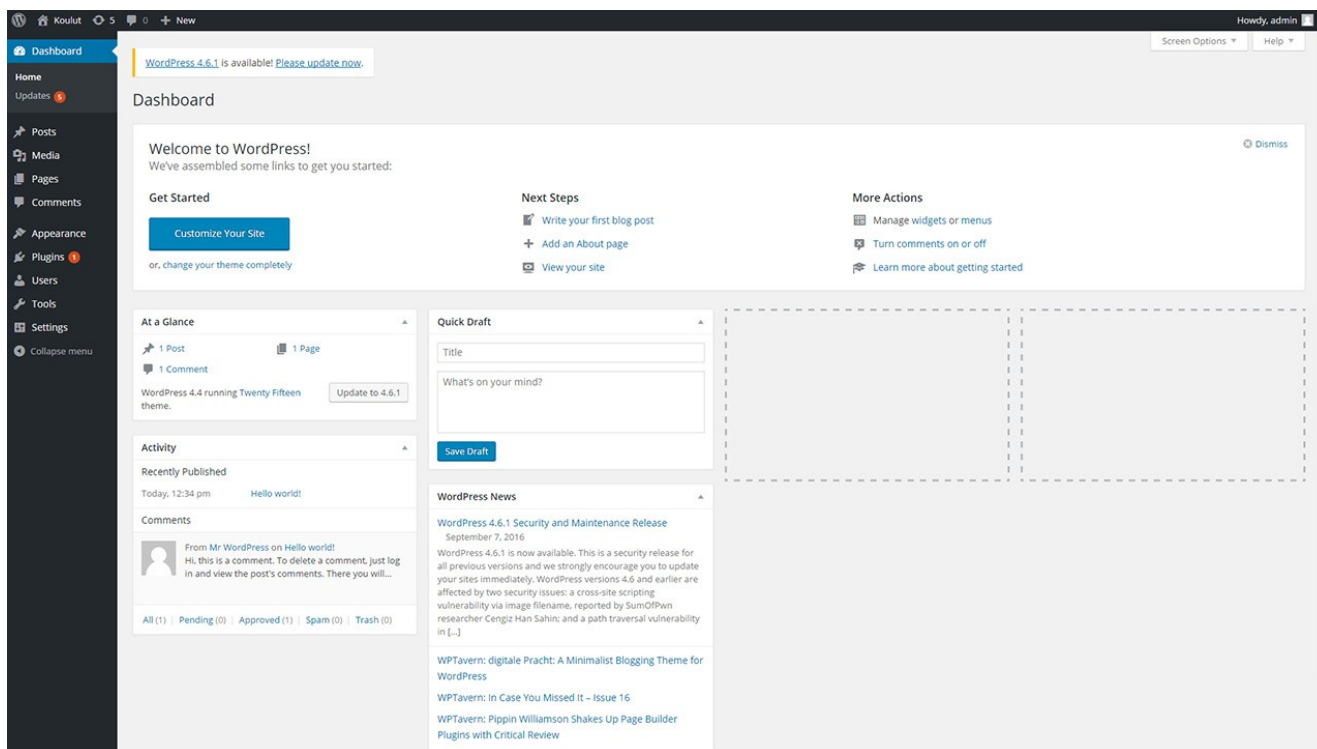 Koulut 5 0 + New Howdy, admin
Screen Options Help
Dashboard
Home
Updates 5
Posts
Media
Pages
Comments
Appearance
Plugins 1
Users
Tools
Settings
Collapse menu
WordPress 4.6.1 is available! Please update now.
Dashboard
Welcome to WordPress!
We've assembled some links to get you started:
Dismiss
Get Started
Customize Your Site
or, change your theme completely
Next Steps
Write your first blog post
Add an About page
View your site
More Actions
Manage widgets or menus
Turn comments on or off
Learn more about getting started
At a Glance
1 Post 1 Page
1 Comment
WordPress 4.4 running Twenty Fifteen
theme.
Update to 4.6.1
Activity
Recently Published
Today, 12:34 pm Hello world!
Comments
From Mr WordPress on Hello world!
Hi, this is a comment. To delete a comment, just log
in and view the post's comments. There you will...
All (1) | Pending (0) | Approved (1) | Spam (0) | Trash (0)
Quick Draft
Title
What's on your mind?
Save Draft
WordPress News
WordPress 4.6.1 Security and Maintenance Release
September 7, 2016
WordPress 4.6.1 is now available. This is a security release for
all previous versions and we strongly encourage you to update
your sites immediately. WordPress versions 4.6 and earlier are
affected by two security issues: a cross-site scripting
vulnerability via image filename, reported by SumOfPwn
researcher Cengiz Han Sahin; and a path traversal vulnerability
in [...]
WPTavern: digitale Pracht: A Minimalist Blogging Theme for
WordPress
WPTavern: In Case You Missed It – Issue 16
WPTavern: Pippin Williamson Shakes Up Page Builder
Plugins with Critical Review